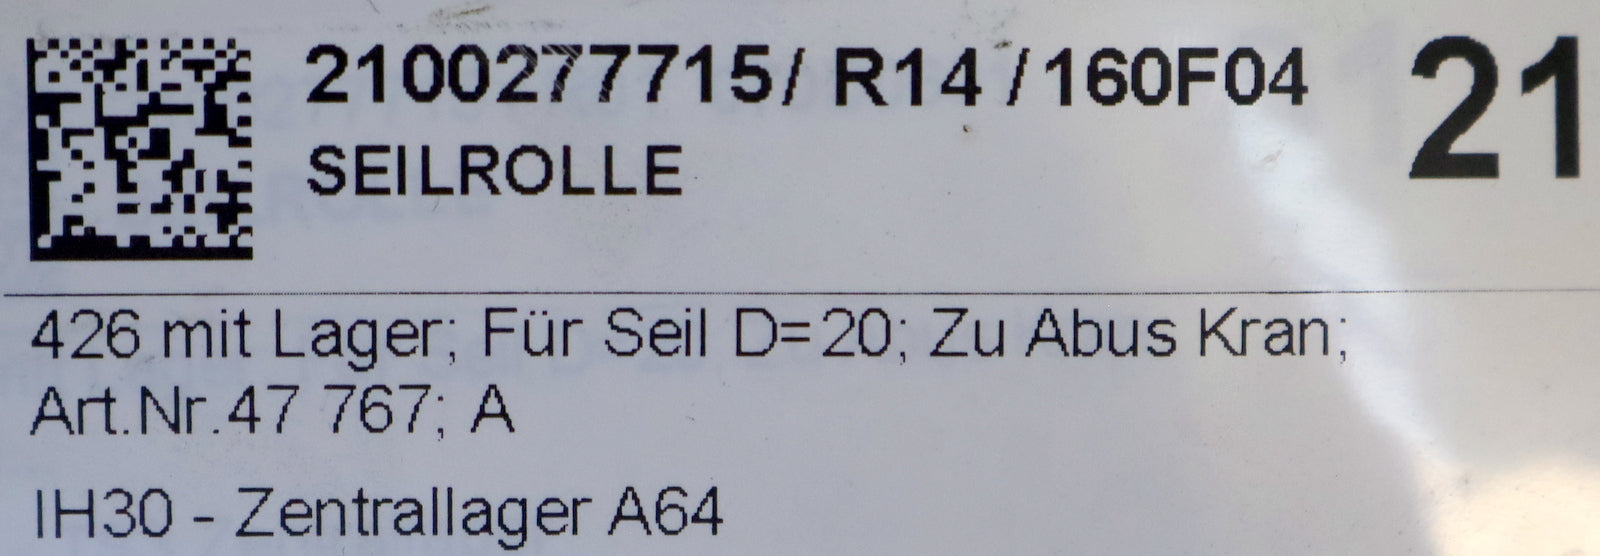 2100277715/ R14 /160F04
21
SEILROLLE
426 mit Lager; Für Seil D=20; Zu Abus Kran;
Art.Nr.47 767; A
IH30 - Zentrallager A64